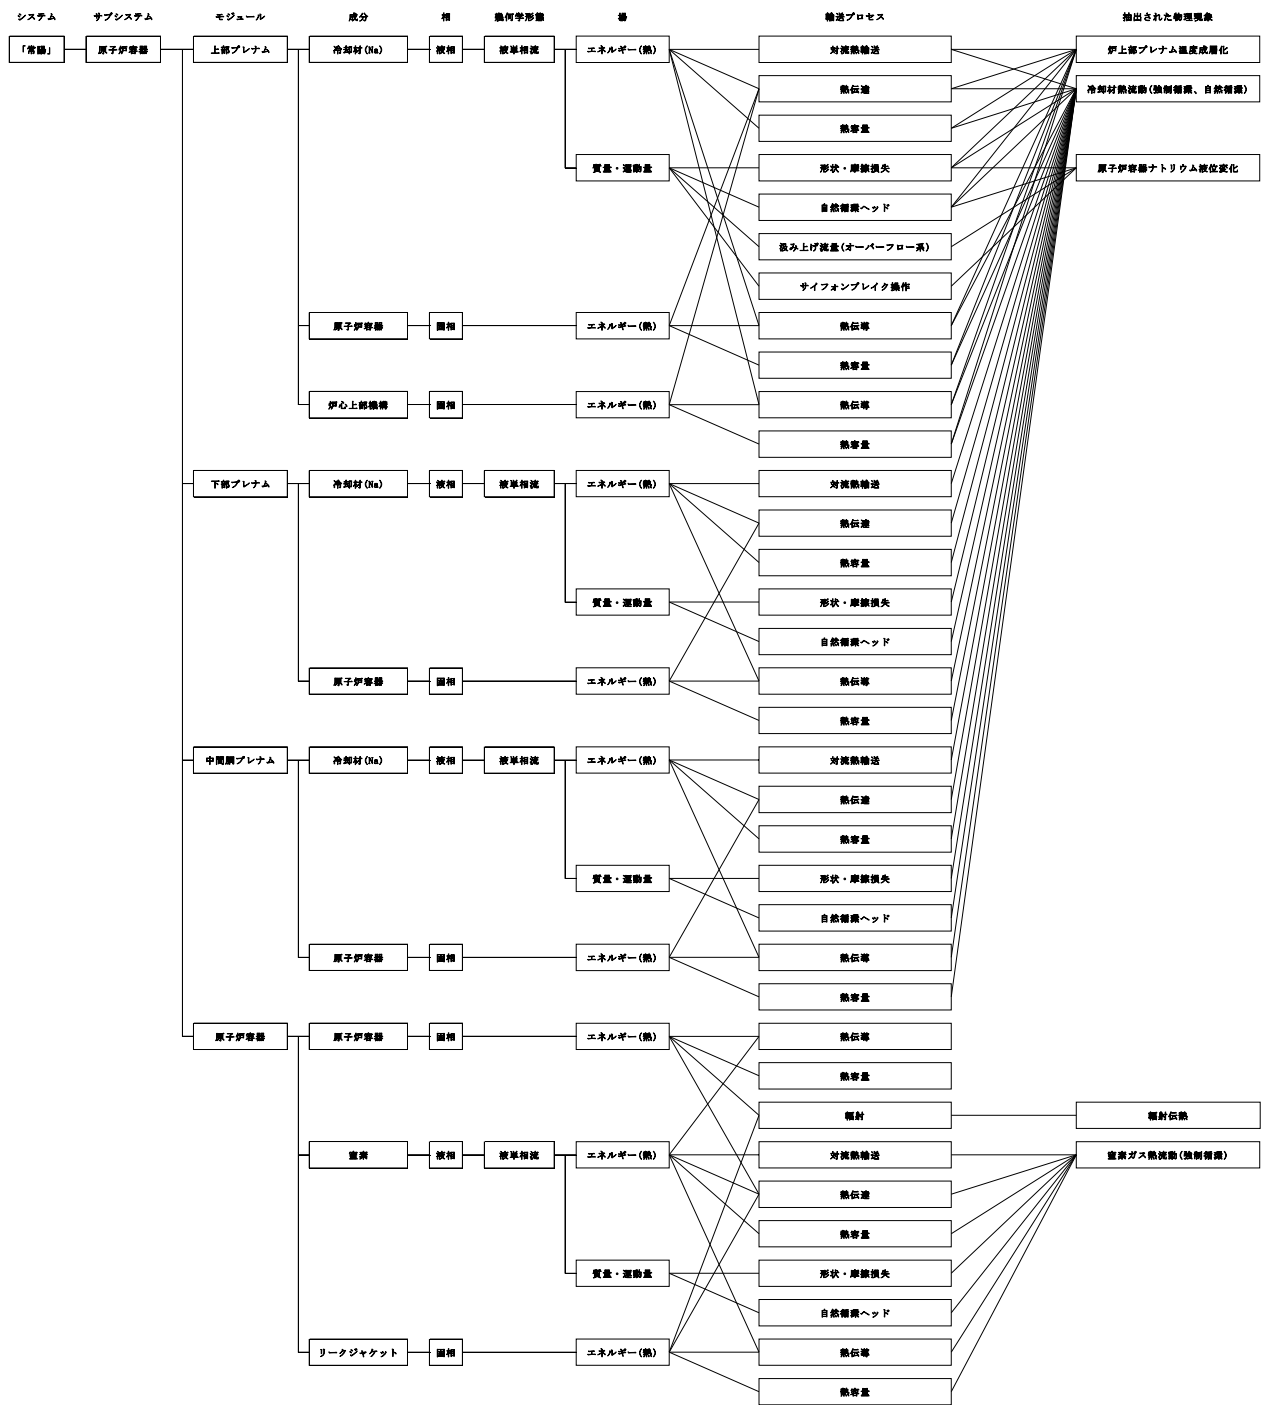 システム サブシステム モジュール 成分 相 幾何学形態 場 輸送プロセス 抽出された物理現象
「常陽」 原子炉容器 上部プレナム 冷却材(Na) 液相 液単相流 エネルギー(熱) 対流熱輸送 炉上部プレナム温度成層化
熱伝達 冷却材熱流動(強制循環、自然循環)
熱容量
質量・運動量 形状・摩擦損失 原子炉容器ナトリウム液位変化
自然循環ヘッド
汲み上げ流量(オーバーフロー系)
サイフォンブレイク操作
原子炉容器 固相 エネルギー(熱) 熱伝導
熱容量
炉心上部機構 固相 エネルギー(熱) 熱伝導
熱容量
下部プレナム 冷却材(Na) 液相 液単相流 エネルギー(熱) 対流熱輸送
熱伝達
熱容量
質量・運動量 形状・摩擦損失
自然循環ヘッド
原子炉容器 固相 エネルギー(熱) 熱伝導
熱容量
中間胴プレナム 冷却材(Na) 液相 液単相流 エネルギー(熱) 対流熱輸送
熱伝達
熱容量
質量・運動量 形状・摩擦損失
自然循環ヘッド
原子炉容器 固相 エネルギー(熱) 熱伝導
熱容量
原子炉容器 原子炉容器 固相 エネルギー(熱) 熱伝導
熱容量
輻射 輻射伝熱
窒素 液相 液単相流 エネルギー(熱) 対流熱輸送 窒素ガス熱流動(強制循環)
熱伝達
熱容量
質量・運動量 形状・摩擦損失
自然循環ヘッド
リークジャケット 固相 エネルギー(熱) 熱伝導
熱容量